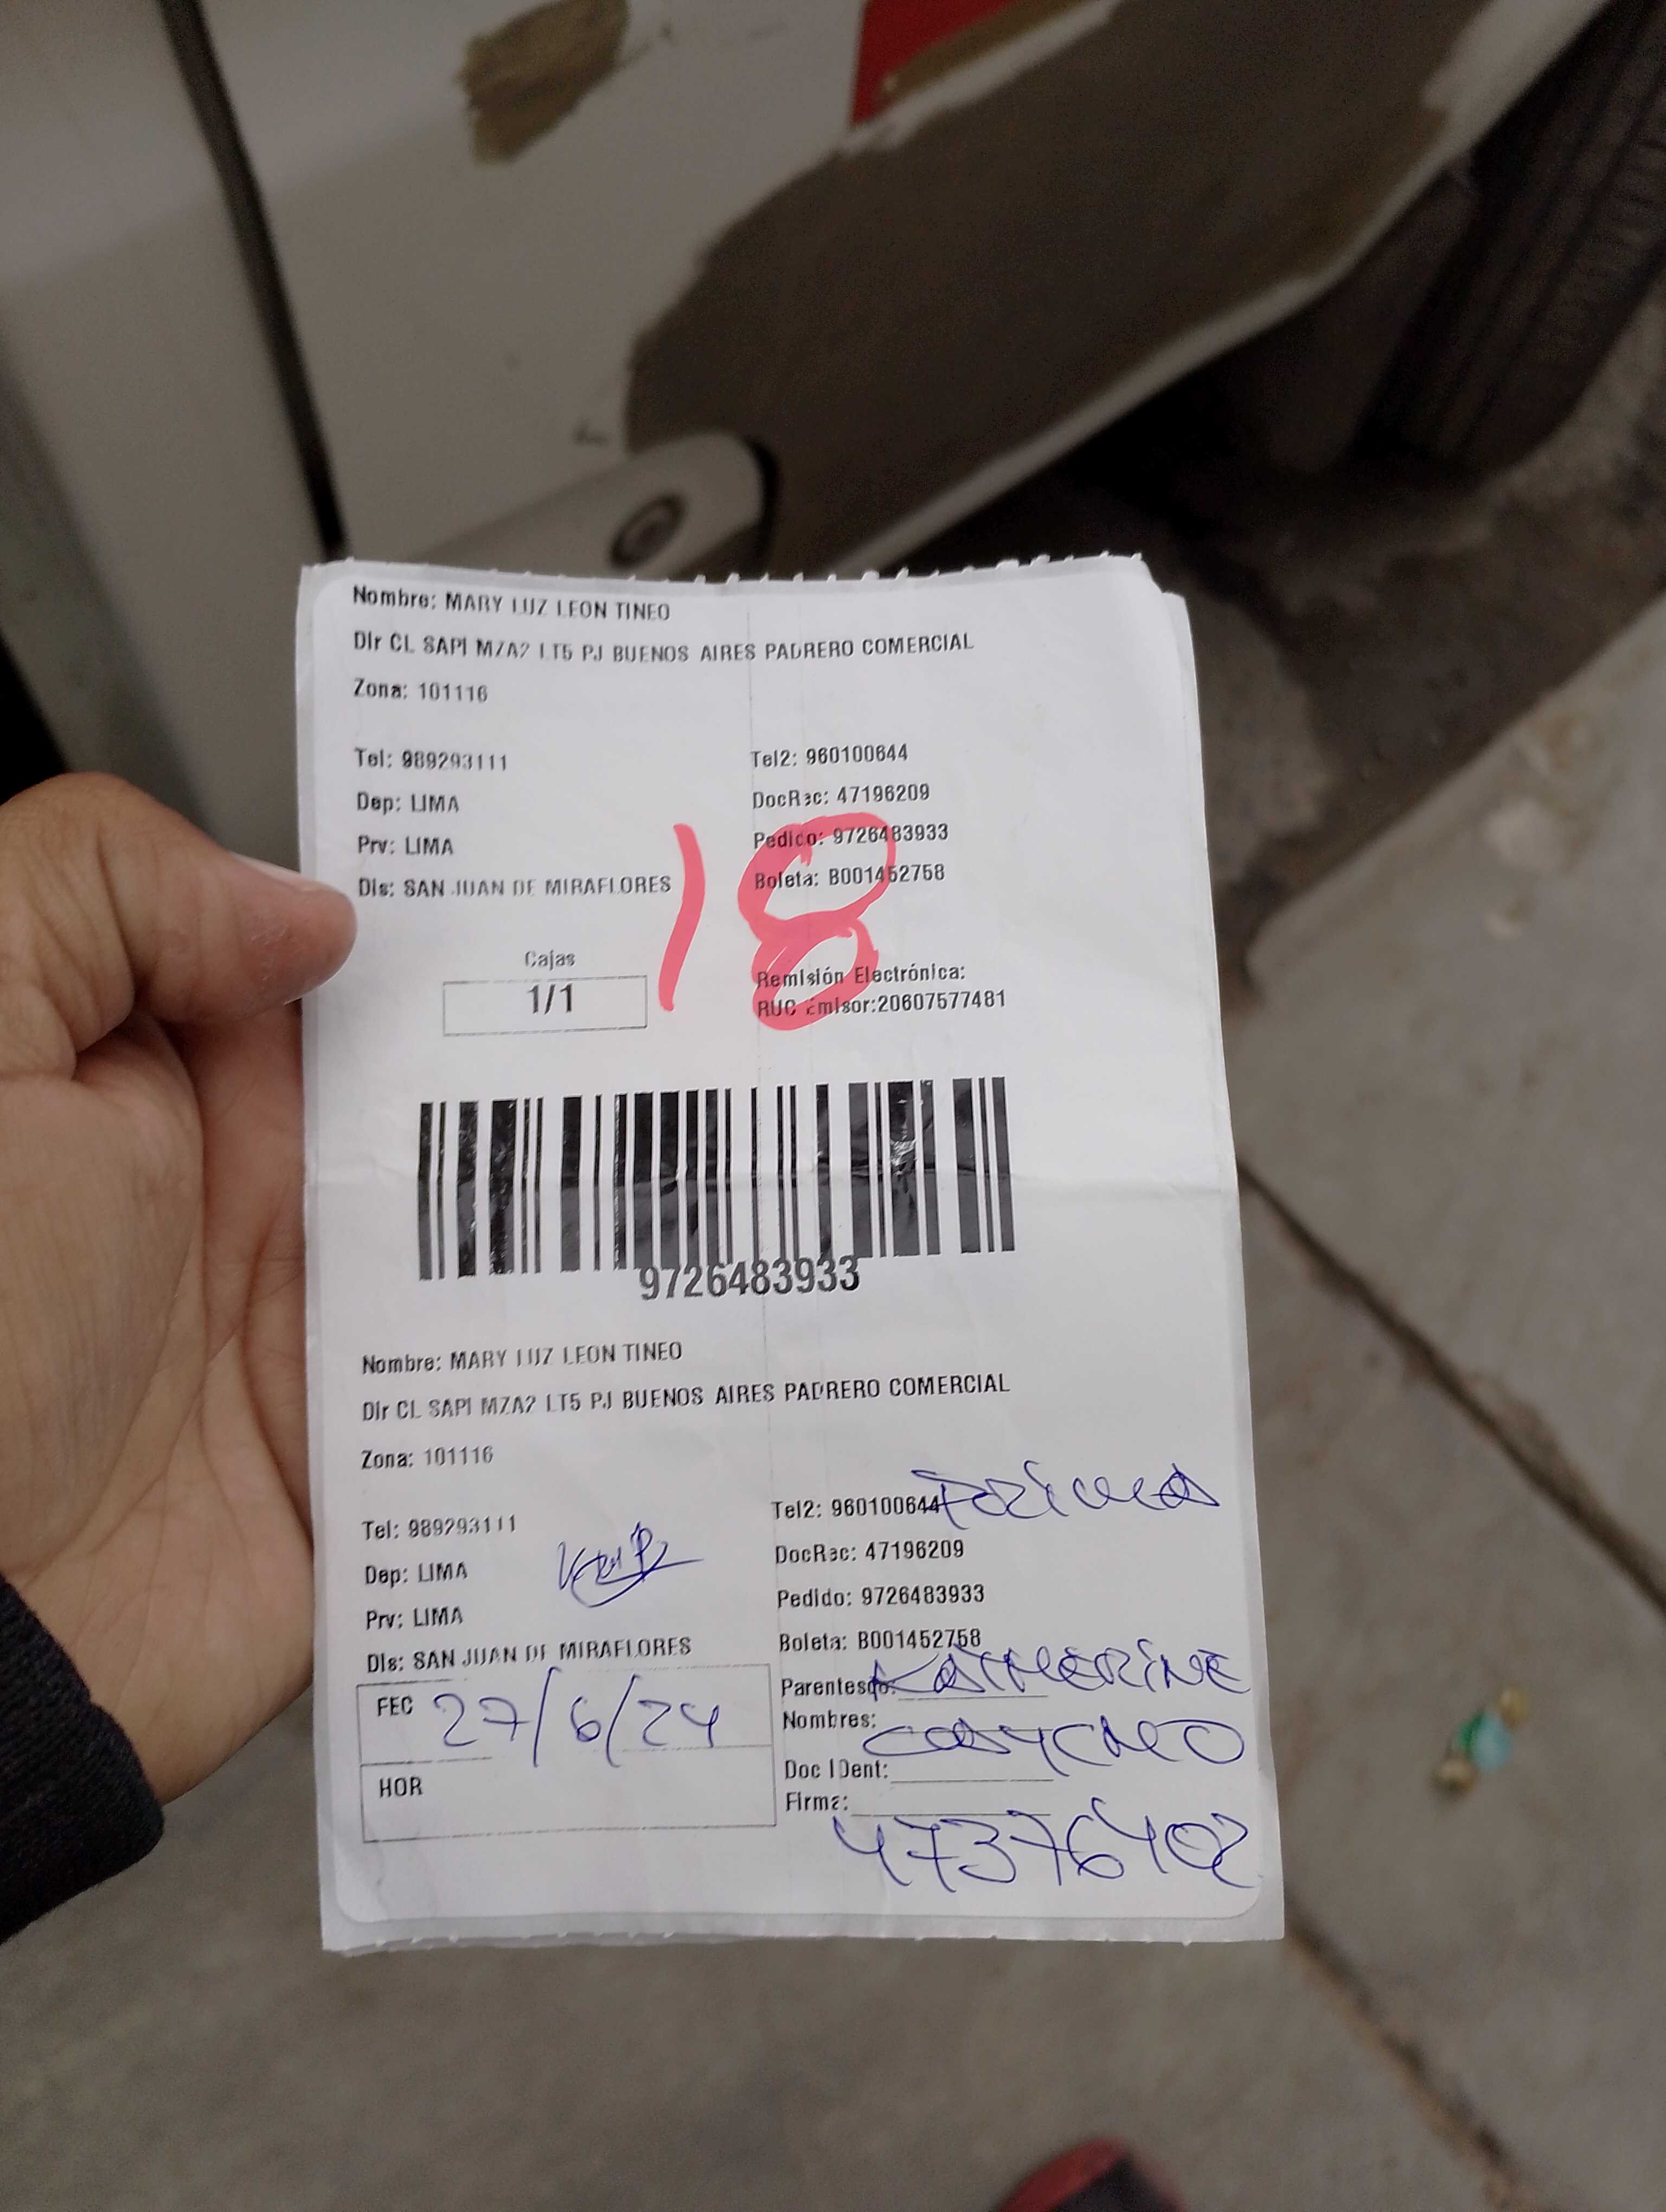 Nombre: MARY LUZ LEON TINEO
Dir CL SAPI MZA2 LT5 PJ BUENOS AIRES PADRERO COMERCIAL
Zona: 101116
Tel: 989293111 Tel2: 960100644
Dep: LIMA DocRec: 47196209
Prv: LIMA Pedido: 9726483933
Dis: SAN JUAN DE MIRAFLORES Boleta: B001452758
18
Cajas
1/1
Remisión Electrónica:
RUC Emisor:20607577481
9726483933
Nombre: MARY LUZ LEON TINEO
Dir CL SAPI MZA2 LT5 PJ BUENOS AIRES PADRERO COMERCIAL
Zona: 101116
Tel: 989293111 Tel2: 960100644
Dep: LIMA DocRec: 47196209
Prv: LIMA Pedido: 9726483933
Dis: SAN JUAN DE MIRAFLORES Boleta: B001452758
FEC 27/6/24
Parentesco: KATHERINE
Nombres:
HOR
Doc IDent:
Firma:
47376402